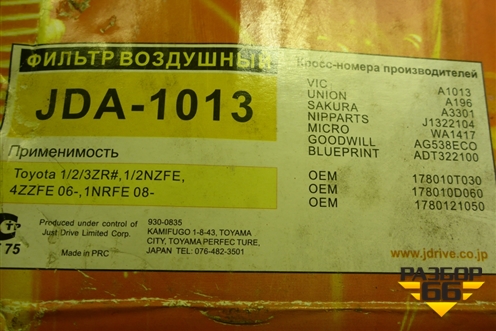 ФИЛЬТР ВОЗДУШНЫЙ
JDA-1013
Применимость
Toyota 1/2/3ZR#,1/2NZFE,
4ZZFE 06-,1NRFE 08-
Кросс-номера производителей
VIC A1013
UNION A196
SAKURA A3301
NIPPARTS J1322104
MICRO WA1417
GOODWILL AG538ECO
BLUEPRINT ADT322100
OEM 178010T030
OEM 178010D060
OEM 1780121050
75
Produced under control of
Just Drive Limited Corp.
Made in PRC
930-0835
KAMIFUGO 1-8-43, TOYAMA
CITY, TOYAMA PERFECTURE,
JAPAN TEL: 076-482-3501
www.jdrive.co.jp
РАЗБОР
66